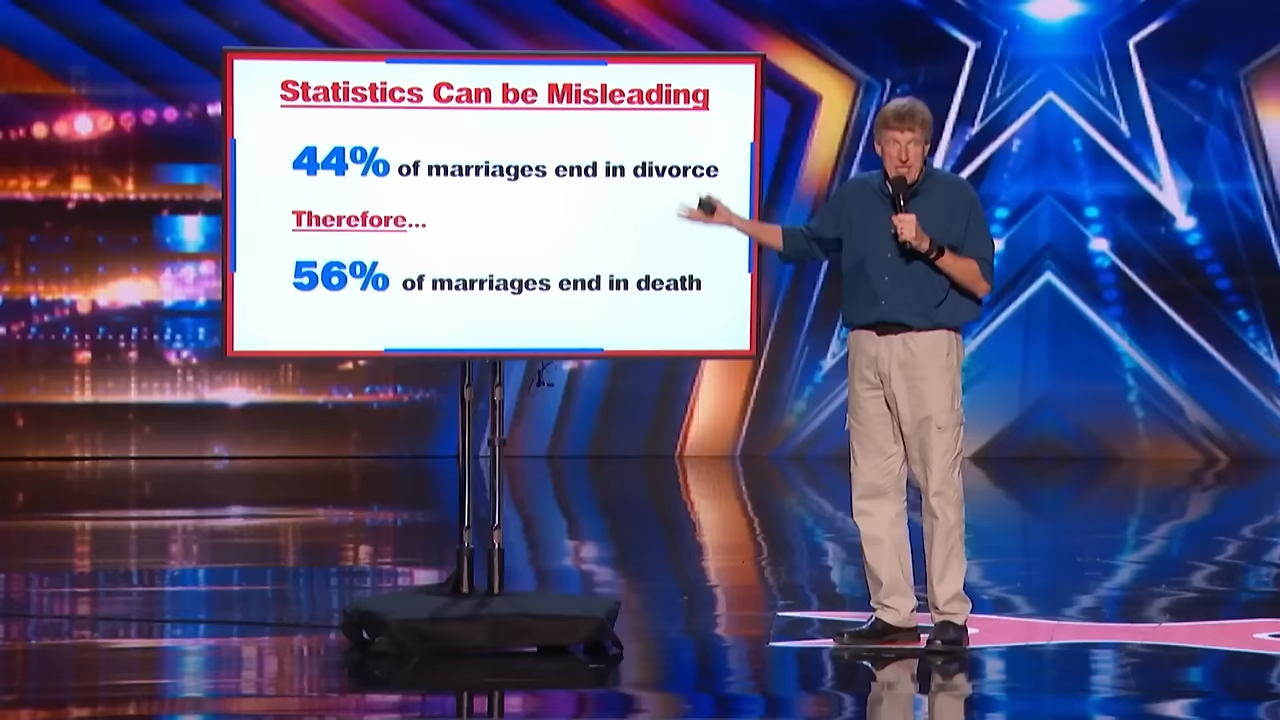 Statistics Can be Misleading
44% of marriages end in divorce
Therefore...
56% of marriages end in death